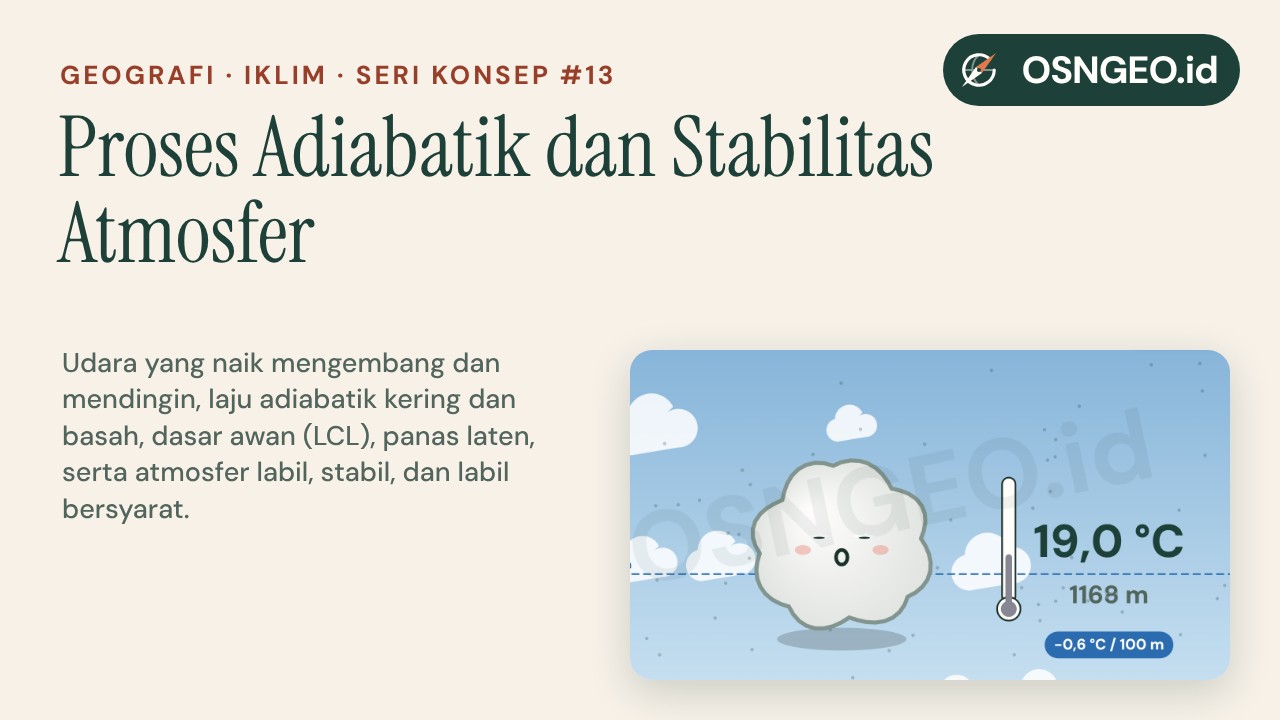 GEOGRAFI · IKLIM · SERI KONSEP #13
OSNGEO.id
Proses Adiabatik dan Stabilitas
Atmosfer
Udara yang naik mengembang dan
mendingin, laju adiabatik kering dan
basah, dasar awan (LCL), panas laten,
serta atmosfer labil, stabil, dan labil
bersyarat.
OSNGEO.id
19,0 °C
1168 m
−0,6 °C / 100 m